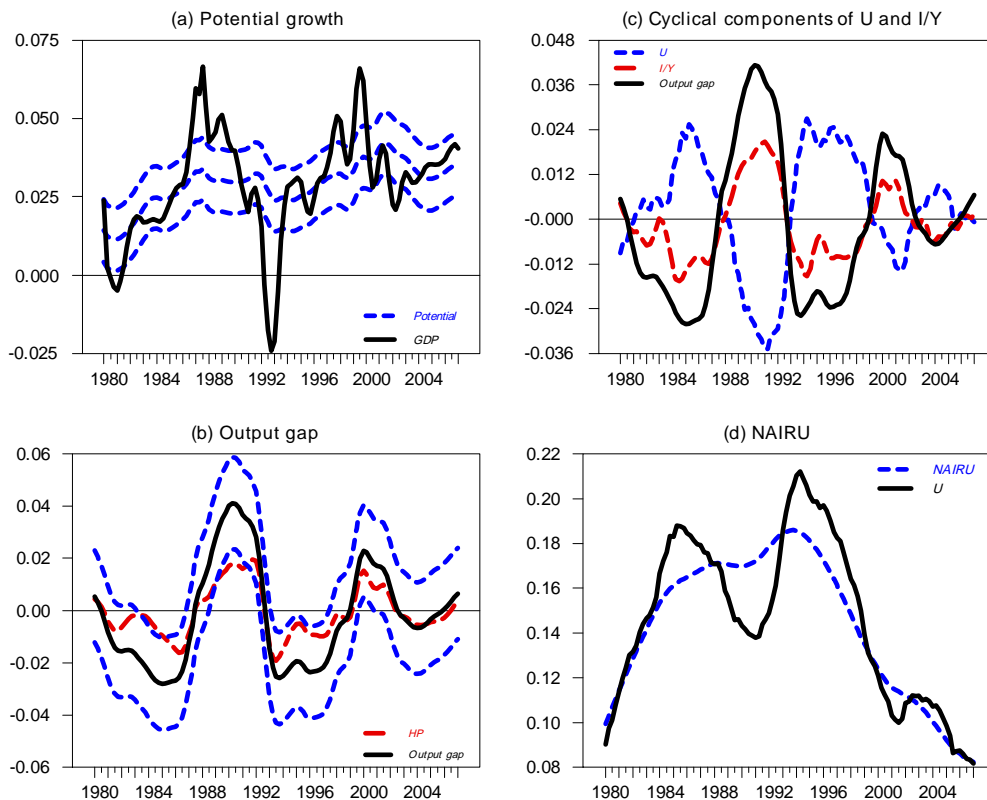 (a) Potential growth
0.075
0.050
0.025
0.000
-0.025
Potential
GDP
1980 1984 1988 1992 1996 2000 2004
(c) Cyclical components of U and I/Y
0.048
0.036
0.024
0.012
-0.000
-0.012
-0.024
-0.036
U
I/Y
Output gap
1980 1984 1988 1992 1996 2000 2004
(b) Output gap
0.06
0.04
0.02
0.00
-0.02
-0.04
-0.06
HP
Output gap
1980 1984 1988 1992 1996 2000 2004
(d) NAIRU
0.22
0.20
0.18
0.16
0.14
0.12
0.10
0.08
NAIRU
U
1980 1984 1988 1992 1996 2000 2004